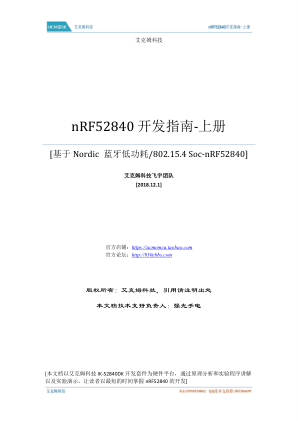 艾克姆科技
nRF52840开发指南-上册
艾克姆科技
nRF52840 开发指南-上册
[基于 Nordic 蓝牙低功耗/802.15.4 Soc-nRF52840]
艾克姆科技飞宇团队
[2018.12.1]
官方店铺：https://acmemcu.taobao.com
官方论坛：
版权所有：艾克姆科技，引用请注明出处
本文档技术支持负责人：强光手电
[本文档以艾克姆科技 IK-52840DK 开发套件为硬件平台，通过原理分析和实验程序讲解
以及实验演示，让读者以最短的时间掌握 nRF52840 的开发]
艾克姆科技